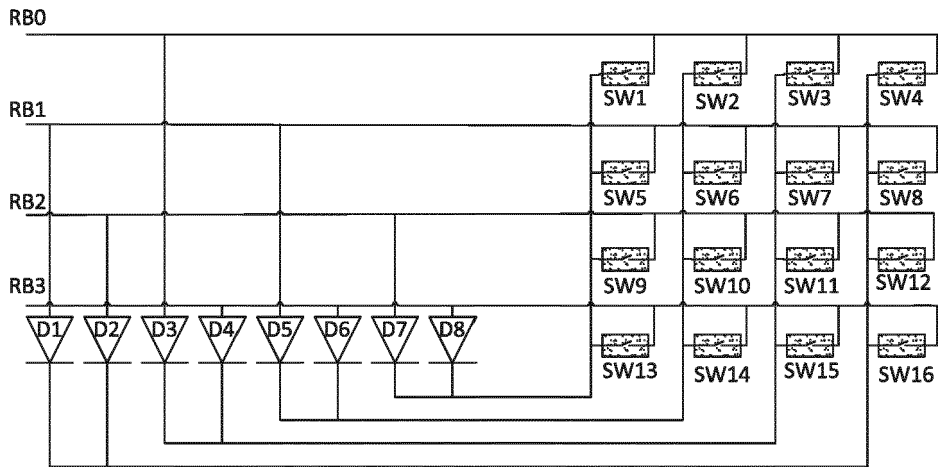 RB0
SW1 SW2 SW3 SW4
RB1
SW5 SW6 SW7 SW8
RB2
SW9 SW10 SW11 SW12
RB3
D1 D2 D3 D4 D5 D6 D7 D8
SW13 SW14 SW15 SW16